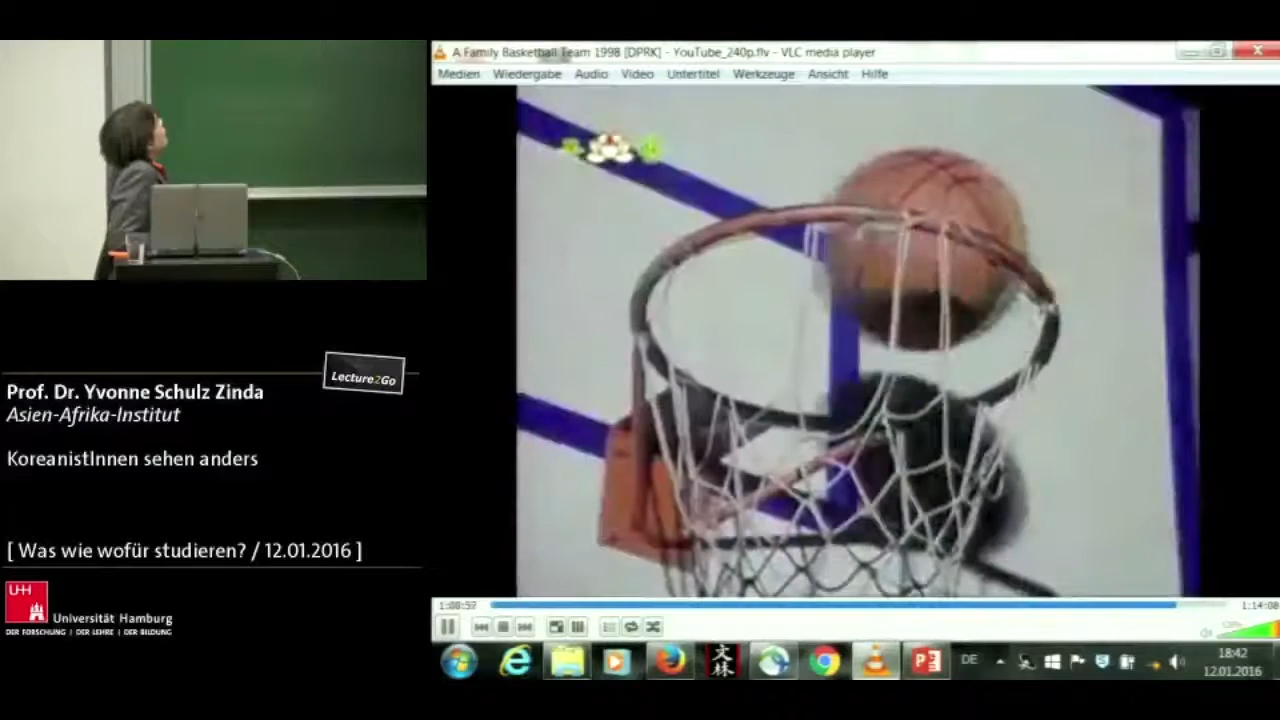 A Family Basketball Team 1998 [DPRK] - YouTube_240p.flv - VLC media player
Medien Wiedergabe Audio Video Untertitel Werkzeuge Ansicht Hilfe
Lecture2Go
Prof. Dr. Yvonne Schulz Zinda
Asien-Afrika-Institut
KoreanistInnen sehen anders
[ Was wie wofür studieren? / 12.01.2016 ]
UHH
Universität Hamburg
DER FORSCHUNG | DER LEHRE | DER BILDUNG
1:08:57
1:14:08
文林
DE
18:42
12.01.2016